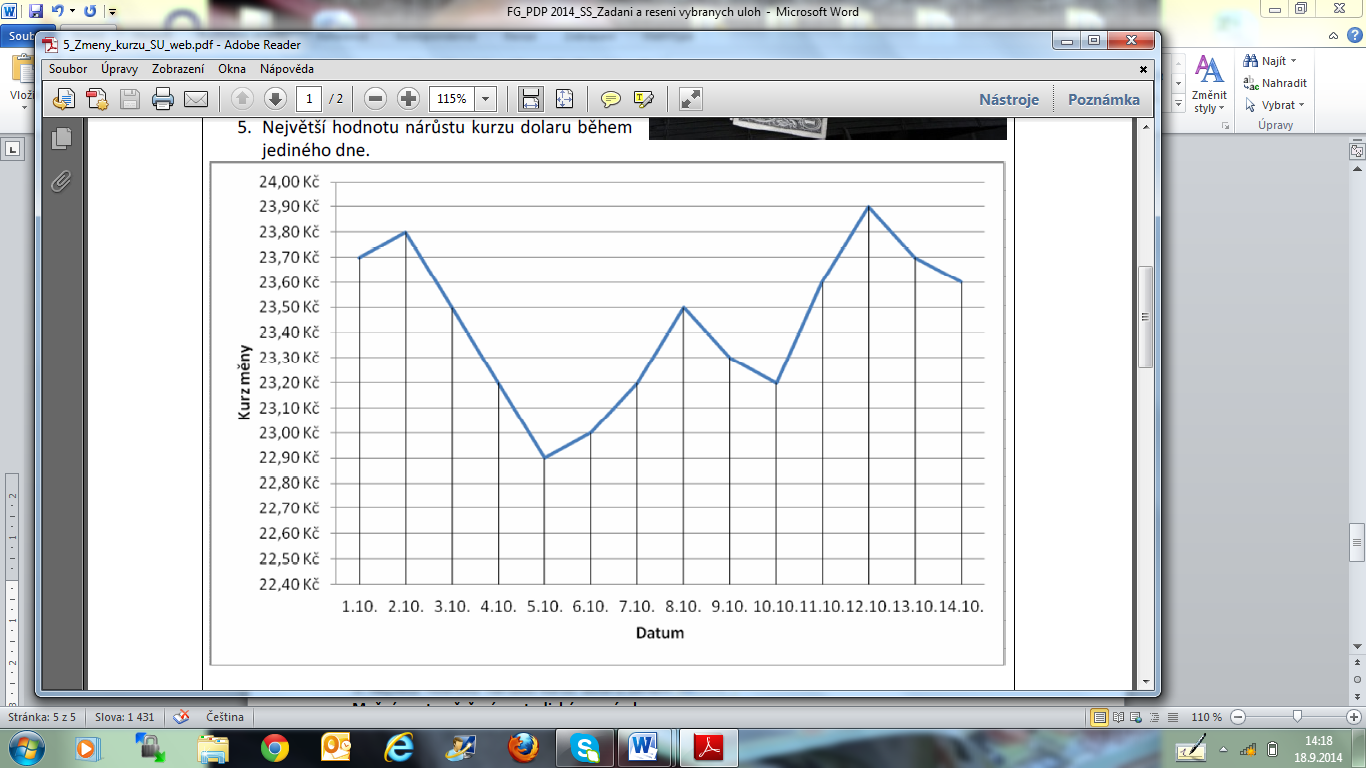 FG_PDP 2014_SS_Zadani a reseni vybranych uloh - Microsoft Word
Soub
5_Zmeny_kurzu_SU_web.pdf - Adobe Reader
Soubor Úpravy Zobrazení Okna Nápověda
1 / 2 115% Nástroje Poznámka
Vloži
Změnit styly
Najít
Nahradit
Vybrat
Úpravy
5. Největší hodnotu nárůstu kurzu dolaru během
jediného dne.
24,00 Kč
23,90 Kč
23,80 Kč
23,70 Kč
23,60 Kč
23,50 Kč
23,40 Kč
23,30 Kč
23,20 Kč
23,10 Kč
23,00 Kč
22,90 Kč
22,80 Kč
22,70 Kč
22,60 Kč
22,50 Kč
22,40 Kč
Kurz měny
1.10. 2.10. 3.10. 4.10. 5.10. 6.10. 7.10. 8.10. 9.10. 10.10. 11.10. 12.10. 13.10. 14.10.
Datum
Stránka: 5 z 5 Slova: 1 431 Čeština 110 %
14:18
18.9.2014